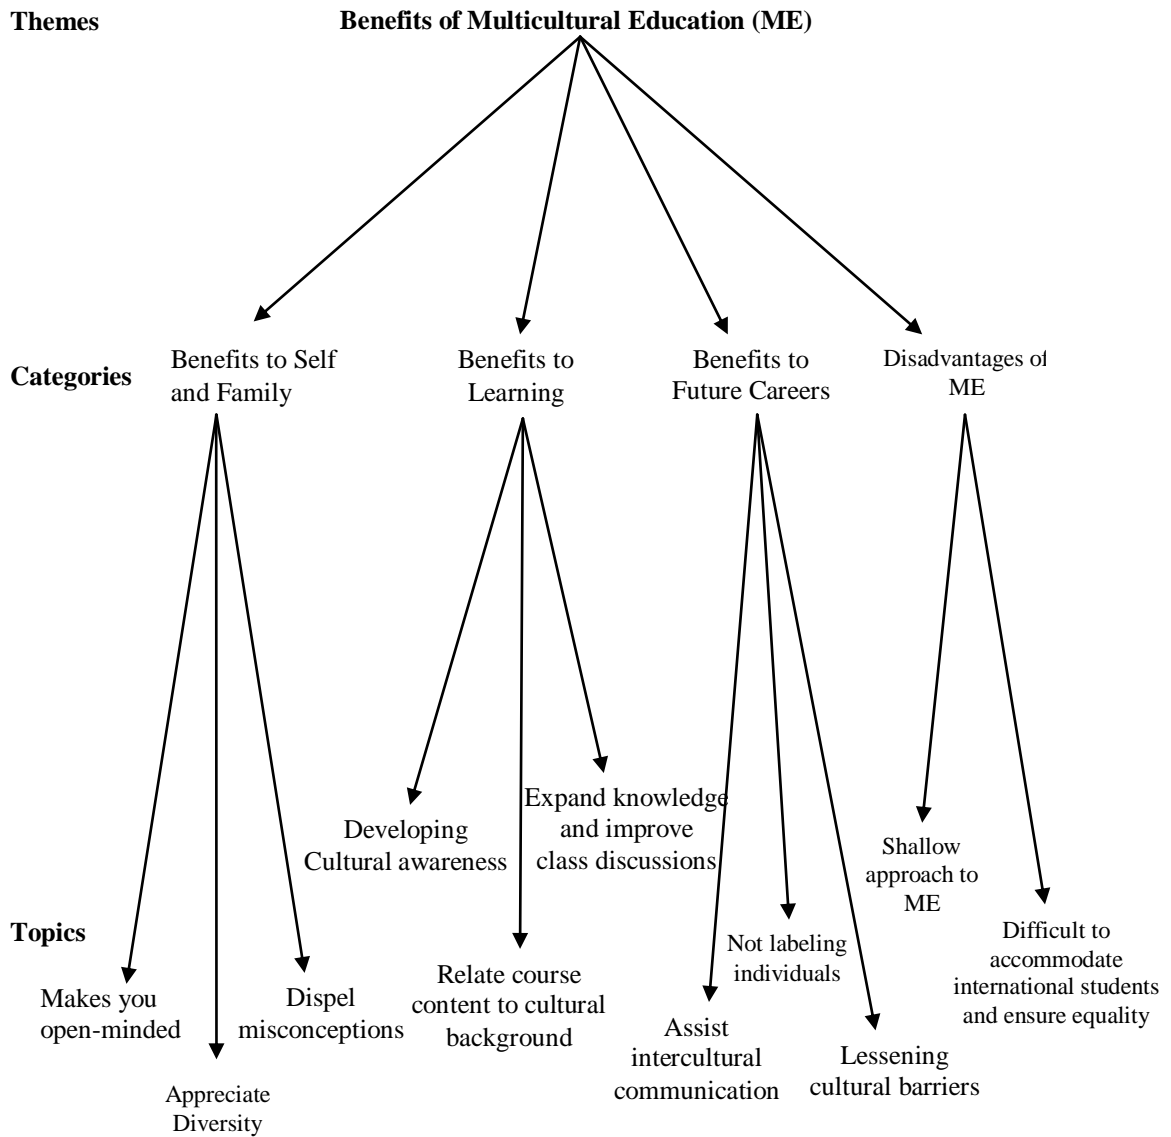 Themes
Benefits of Multicultural Education (ME)
Categories
Benefits to Self
and Family
Benefits to
Learning
Benefits to
Future Careers
Disadvantages of
ME
Topics
Makes you
open-minded
Appreciate
Diversity
Dispel
misconceptions
Developing
Cultural awareness
Relate course
content to cultural
background
Expand knowledge
and improve
class discussions
Assist
intercultural
communication
Not labeling
individuals
Lessening
cultural barriers
Shallow
approach to
ME
Difficult to
accommodate
international students
and ensure equality